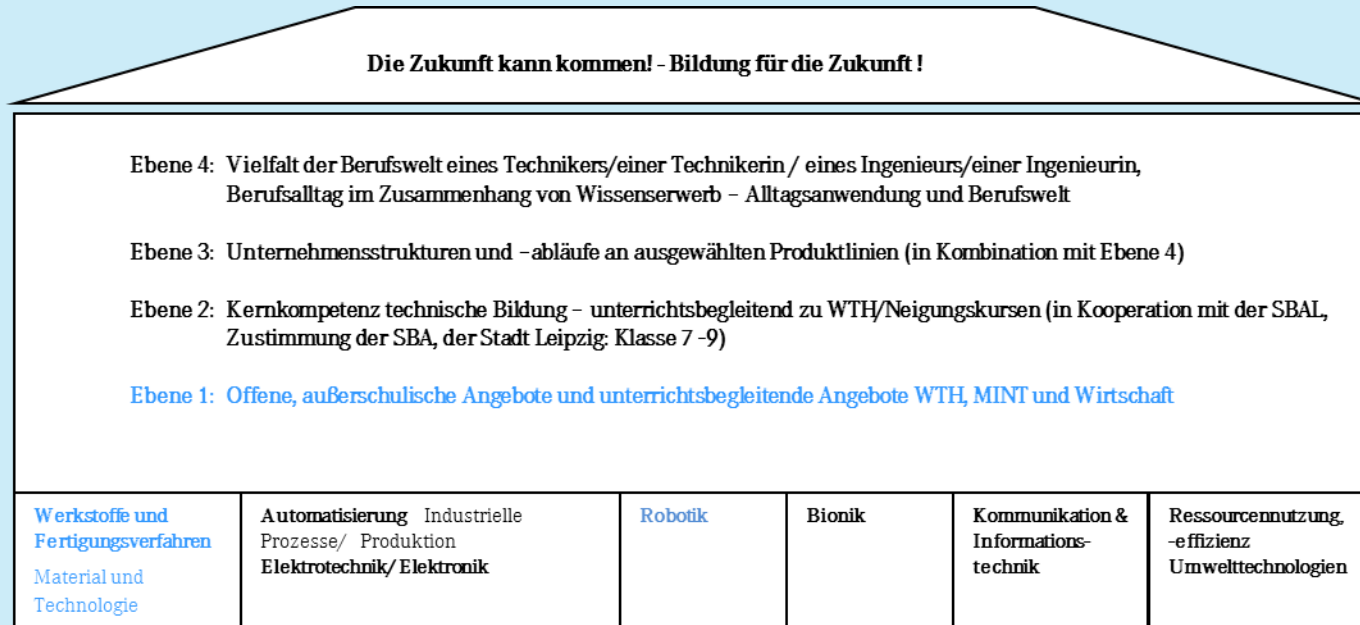 Die Zukunft kann kommen! - Bildung für die Zukunft !
Ebene 4: Vielfalt der Berufswelt eines Technikers/einer Technikerin / eines Ingenieurs/einer Ingenieurin,
Berufsalltag im Zusammenhang von Wissenserwerb – Alltagsanwendung und Berufswelt
Ebene 3: Unternehmensstrukturen und –abläufe an ausgewählten Produktlinien (in Kombination mit Ebene 4)
Ebene 2: Kernkompetenz technische Bildung – unterrichtsbegleitend zu WTH/Neigungskursen (in Kooperation mit der SBAL,
Zustimmung der SBA, der Stadt Leipzig: Klasse 7 -9)
Ebene 1: Offene, außerschulische Angebote und unterrichtsbegleitende Angebote WTH, MINT und Wirtschaft
Werkstoffe und
Fertigungsverfahren
Material und
Technologie
Automatisierung Industrielle
Prozesse/ Produktion
Elektrotechnik/ Elektronik
Robotik
Bionik
Kommunikation &
Informations-
technik
Ressourcennutzung,
-effizienz
Umwelttechnologien